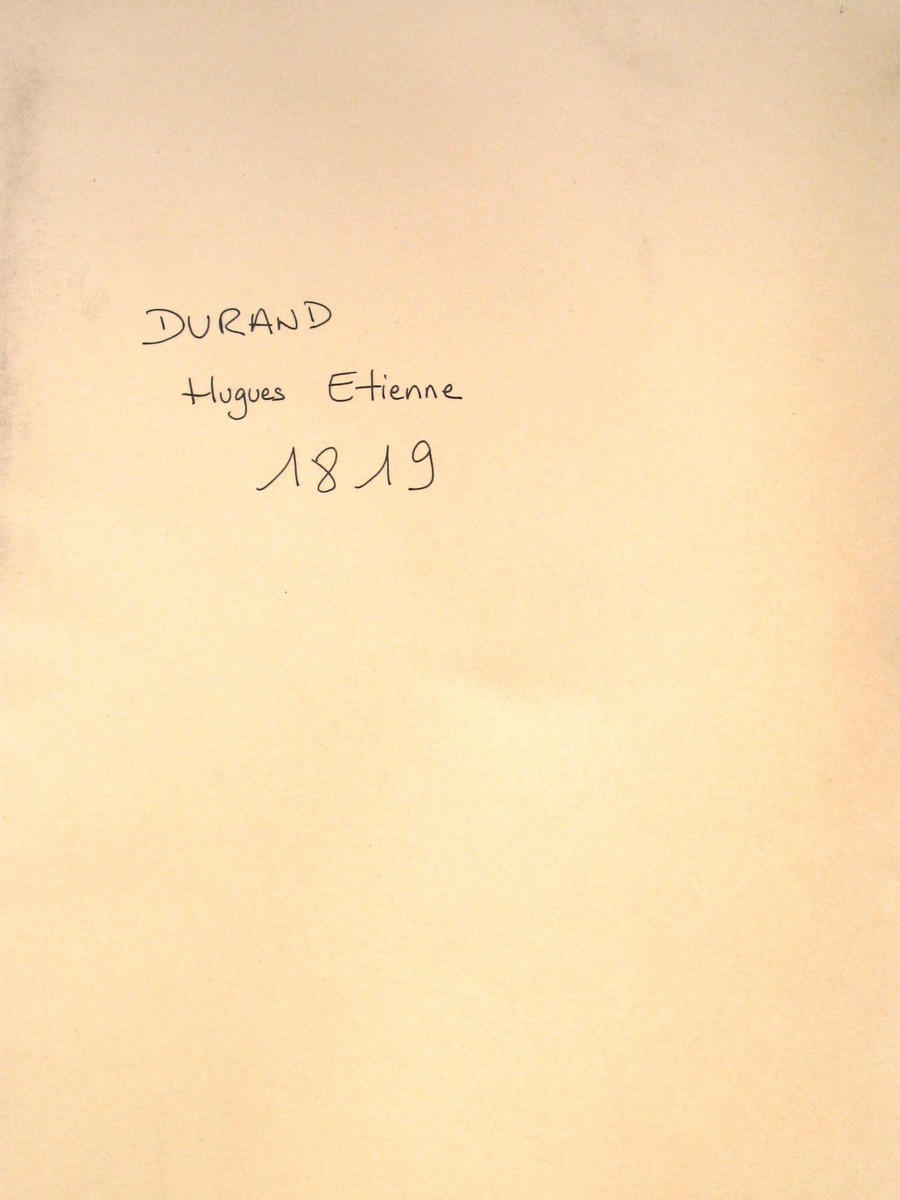 DURAND
Hugues Etienne
1819